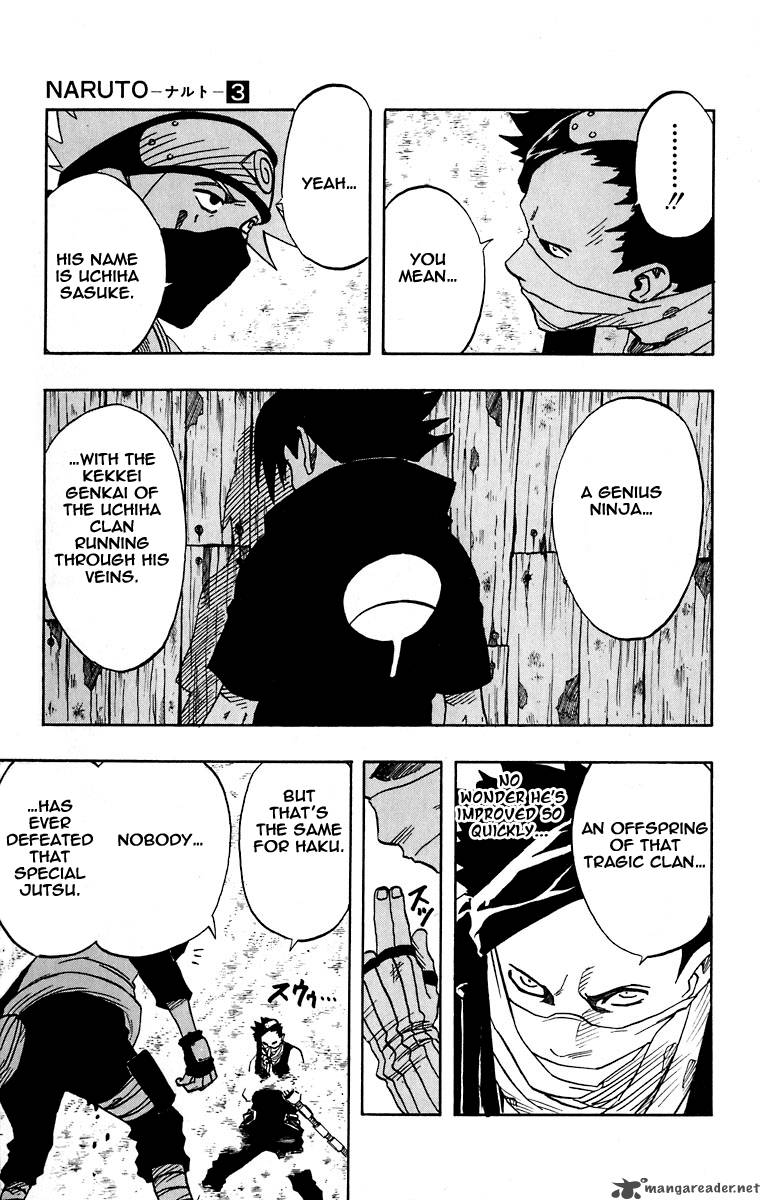 NARUTO—ナルト—3
.........!!
YOU
MEAN...
YEAH...
HIS NAME
IS UCHIHA
SASUKE.
A GENIUS
NINJA...
...WITH THE
KEKKEI
GENKAI OF
THE UCHIHA
CLAN
RUNNING
THROUGH HIS
VEINS.
AN OFFSPRING
OF THAT
TRAGIC CLAN...
NO
WONDER HE'S
IMPROVED SO
QUICKLY...
スッ
BUT
THAT'S
THE SAME
FOR HAKU.
NOBODY...
...HAS
EVER
DEFEATED
THAT
SPECIAL
JUTSU.
スウゥ...
mangareader.net